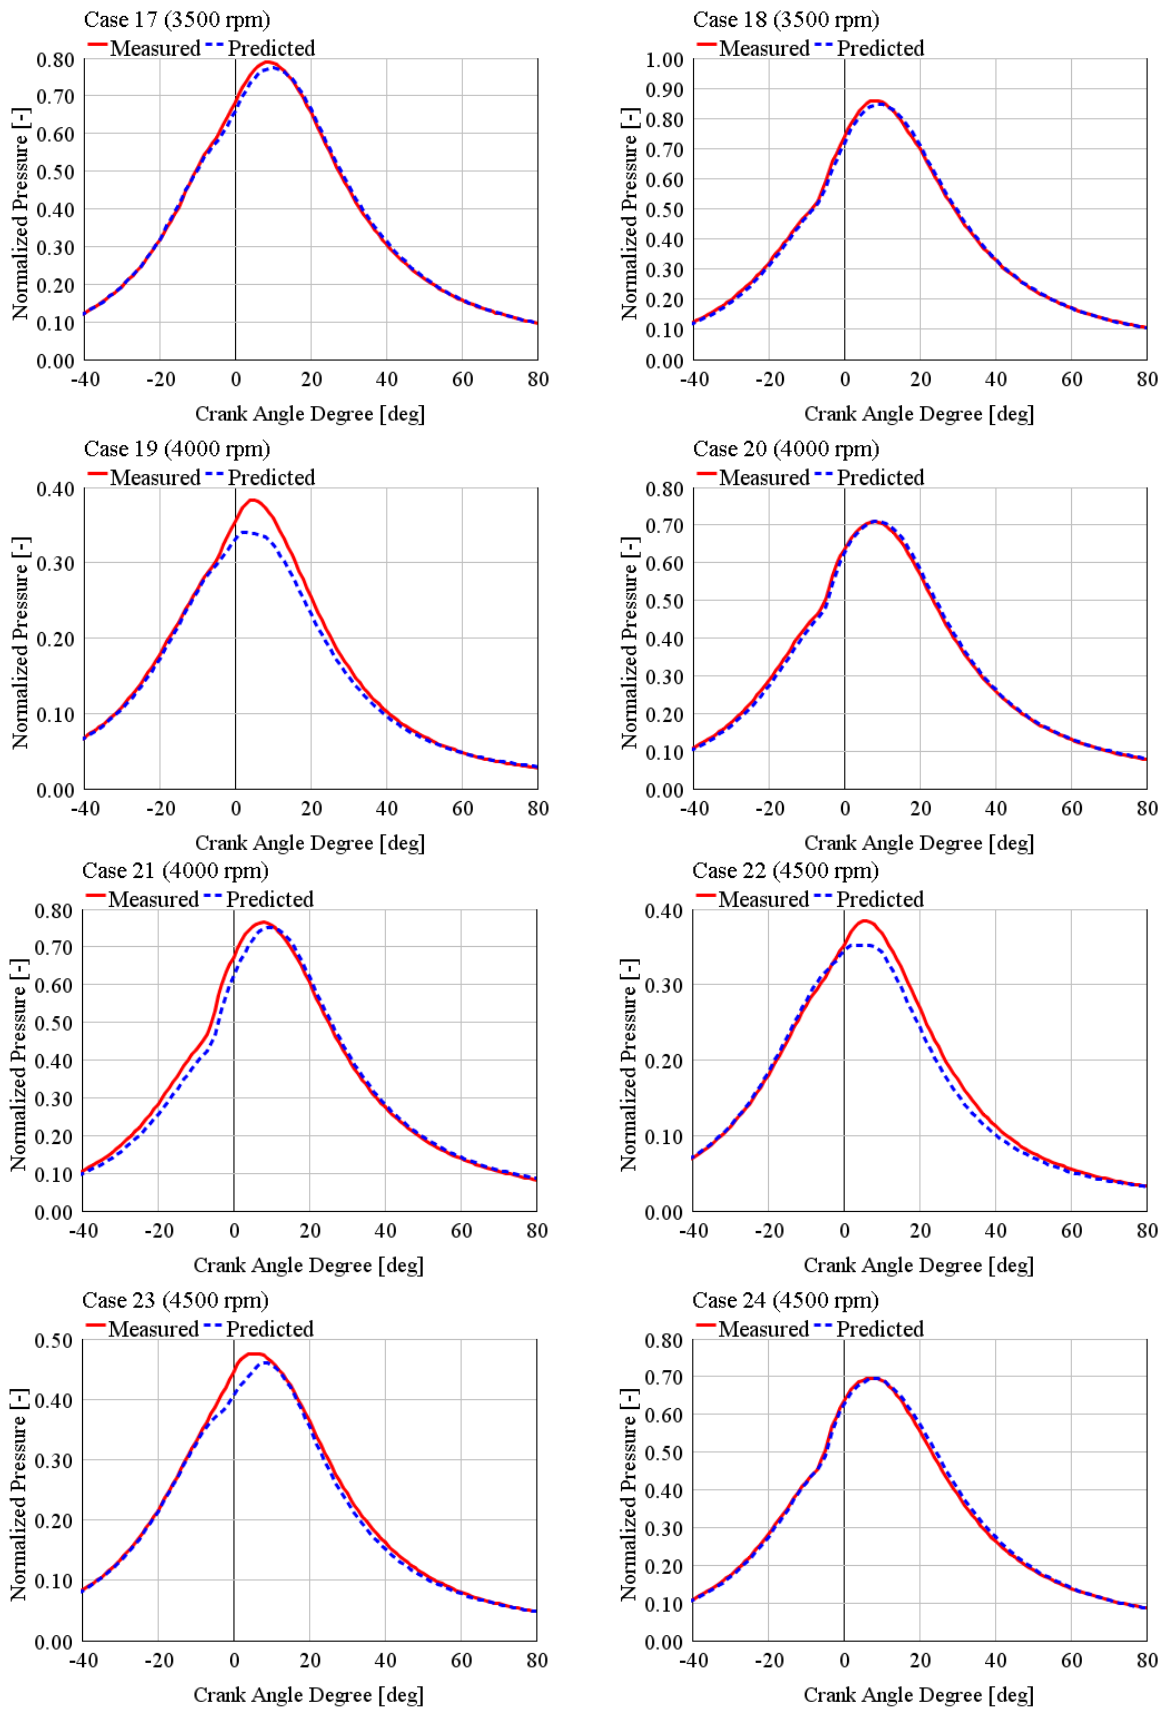 Case 17 (3500 rpm)
Measured Predicted
0.80
0.70
0.60
0.50
0.40
0.30
0.20
0.10
0.00
Normalized Pressure [-]
-40 -20 0 20 40 60 80
Crank Angle Degree [deg]
Case 18 (3500 rpm)
Measured Predicted
1.00
0.90
0.80
0.70
0.60
0.50
0.40
0.30
0.20
0.10
0.00
Normalized Pressure [-]
-40 -20 0 20 40 60 80
Crank Angle Degree [deg]
Case 19 (4000 rpm)
Measured Predicted
0.40
0.30
0.20
0.10
0.00
Normalized Pressure [-]
-40 -20 0 20 40 60 80
Crank Angle Degree [deg]
Case 20 (4000 rpm)
Measured Predicted
0.80
0.70
0.60
0.50
0.40
0.30
0.20
0.10
0.00
Normalized Pressure [-]
-40 -20 0 20 40 60 80
Crank Angle Degree [deg]
Case 21 (4000 rpm)
Measured Predicted
0.80
0.70
0.60
0.50
0.40
0.30
0.20
0.10
0.00
Normalized Pressure [-]
-40 -20 0 20 40 60 80
Crank Angle Degree [deg]
Case 22 (4500 rpm)
Measured Predicted
0.40
0.30
0.20
0.10
0.00
Normalized Pressure [-]
-40 -20 0 20 40 60 80
Crank Angle Degree [deg]
Case 23 (4500 rpm)
Measured Predicted
0.50
0.40
0.30
0.20
0.10
0.00
Normalized Pressure [-]
-40 -20 0 20 40 60 80
Crank Angle Degree [deg]
Case 24 (4500 rpm)
Measured Predicted
0.80
0.70
0.60
0.50
0.40
0.30
0.20
0.10
0.00
Normalized Pressure [-]
-40 -20 0 20 40 60 80
Crank Angle Degree [deg]